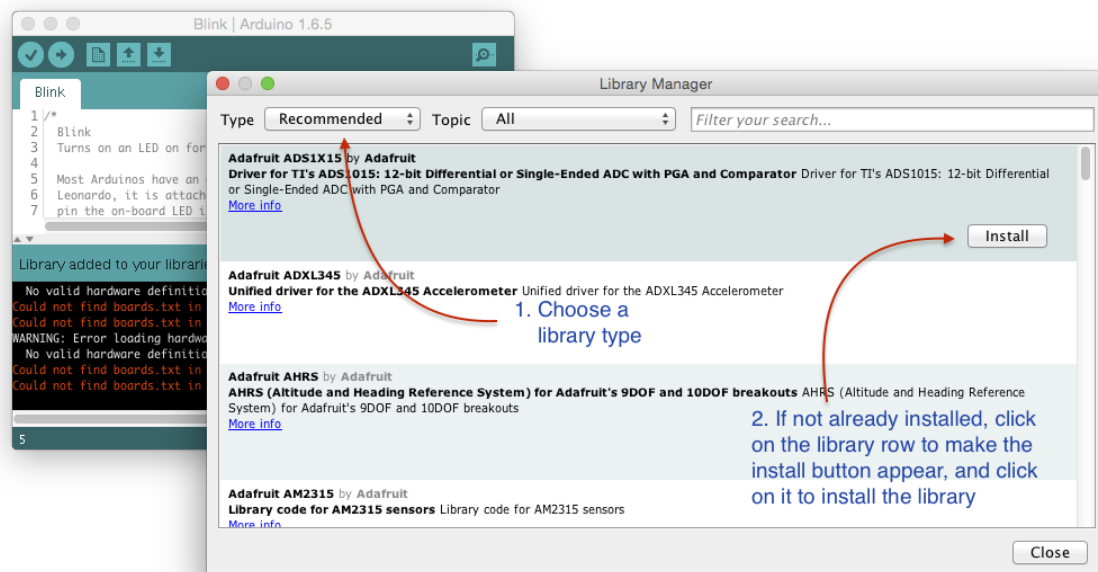 Blink | Arduino 1.6.5
Blink
1 /*
2 Blink
3 Turns on an LED on for
4
5 Most Arduinos have an
6 Leonardo, it is attach
7 pin the on-board LED i
Library added to your librarie
No valid hardware definitio
Could not find boards.txt in
Could not find boards.txt in
WARNING: Error loading hardwa
No valid hardware definitio
Could not find boards.txt in
Could not find boards.txt in
5
Library Manager
Type Recommended Topic All Filter your search...
Adafruit ADS1X15 by Adafruit
Driver for TI's ADS1015: 12-bit Differential or Single-Ended ADC with PGA and Comparator Driver for TI's ADS1015: 12-bit Differential
or Single-Ended ADC with PGA and Comparator
More info
Install
Adafruit ADXL345 by Adafruit
Unified driver for the ADXL345 Accelerometer Unified driver for the ADXL345 Accelerometer
More info
1. Choose a
library type
Adafruit AHRS by Adafruit
AHRS (Altitude and Heading Reference System) for Adafruit's 9DOF and 10DOF breakouts AHRS (Altitude and Heading Reference
System) for Adafruit's 9DOF and 10DOF breakouts
More info
2. If not already installed, click
on the library row to make the
install button appear, and click
on it to install the library
Adafruit AM2315 by Adafruit
Library code for AM2315 sensors Library code for AM2315 sensors
More info
Close